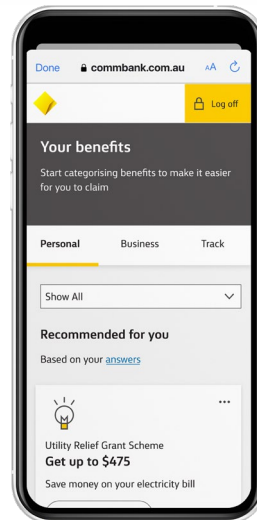 Done commbank.com.au AA
Log off
Your benefits
Start categorising benefits to make it easier
for you to claim
Personal Business Track
Show All
Recommended for you
Based on your answers
Utility Relief Grant Scheme
Get up to $475
Save money on your electricity bill